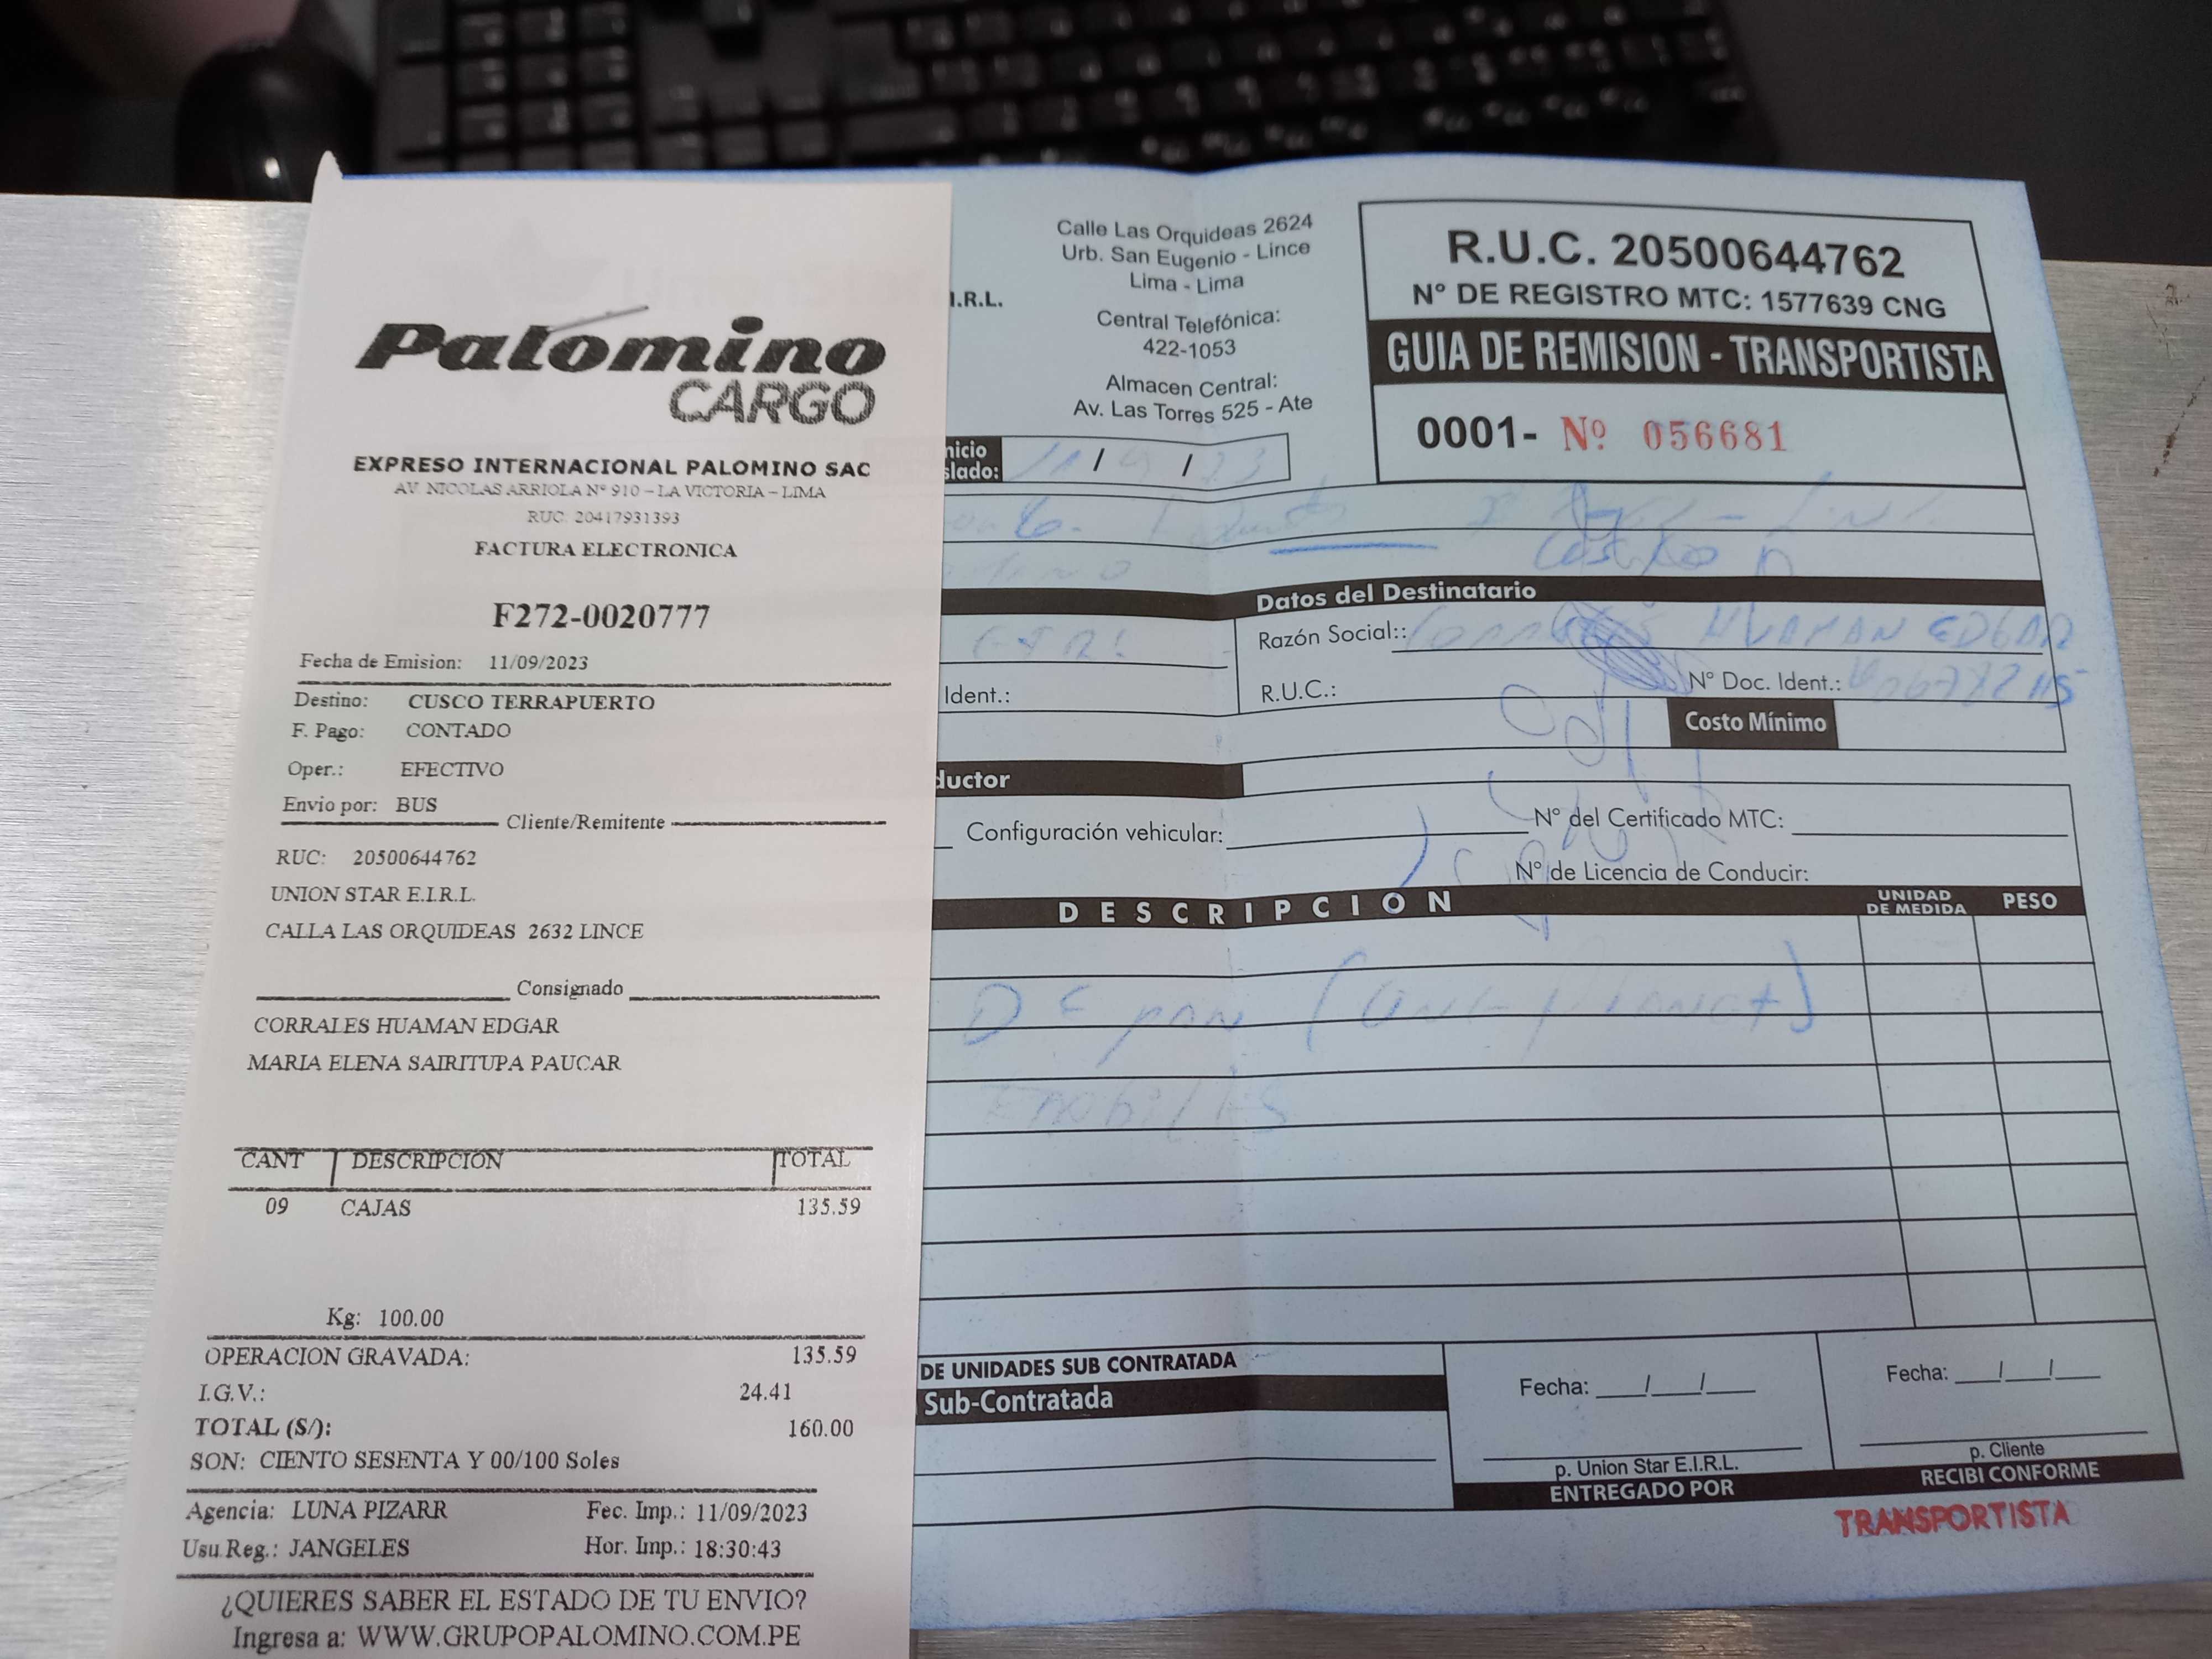 Palomino
CARGO
EXPRESO INTERNACIONAL PALOMINO SAC
AV. NICOLAS ARRIOLA Nº 910 – LA VICTORIA – LIMA
RUC: 20417931393
FACTURA ELECTRONICA
F272-0020777
Fecha de Emision: 11/09/2023
Destino: CUSCO TERRAPUERTO
F. Pago: CONTADO
Oper.: EFECTIVO
Envio por: BUS
Cliente/Remitente
RUC: 20500644762
UNION STAR E.I.R.L.
CALLA LAS ORQUIDEAS 2632 LINCE
Consignado
CORRALES HUAMAN EDGAR
MARIA ELENA SAIRITUPA PAUCAR
CANT DESCRIPCION TOTAL
09 CAJAS 135.59
Kg: 100.00
OPERACION GRAVADA: 135.59
I.G.V.: 24.41
TOTAL (S/): 160.00
SON: CIENTO SESENTA Y 00/100 Soles
Agencia: LUNA PIZARR Fec. Imp.: 11/09/2023
Usu.Reg.: JANGELES Hor. Imp.: 18:30:43
¿QUIERES SABER EL ESTADO DE TU ENVIO?
Ingresa a: WWW.GRUPOPALOMINO.COM.PE
I.R.L.
Calle Las Orquideas 2624
Urb. San Eugenio - Lince
Lima - Lima
Central Telefónica:
422-1053
Almacen Central:
Av. Las Torres 525 - Ate
R.U.C. 20500644762
N° DE REGISTRO MTC: 1577639 CNG
GUIA DE REMISION - TRANSPORTISTA
0001- Nº 056681
nicio
slado: 11 / 9 / 23
Datos del Destinatario
Razón Social:: HUAMAN EDGAR
Ident.:
R.U.C.: N° Doc. Ident.:
Costo Mínimo
ductor
Configuración vehicular: N° del Certificado MTC:
N° de Licencia de Conducir:
DESCRIPCION UNIDAD DE MEDIDA PESO
DE UNIDADES SUB CONTRATADA
Sub-Contratada
Fecha: / /
p. Union Star E.I.R.L.
ENTREGADO POR
Fecha: / /
p. Cliente
RECIBI CONFORME
TRANSPORTISTA